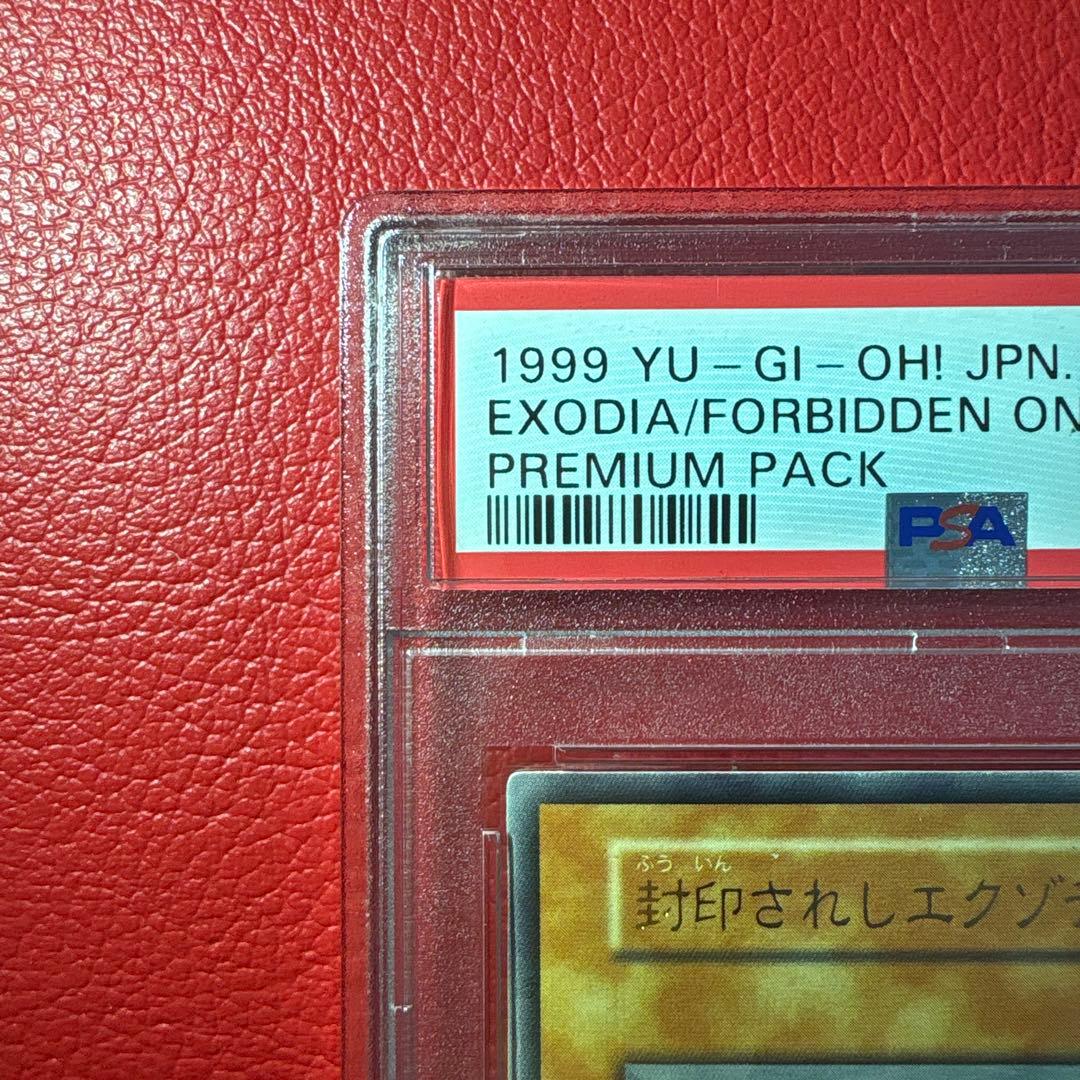 1999 YU-GI-OH! JPN.
EXODIA/FORBIDDEN ON
PREMIUM PACK
PSA
ふう いん
封印されしエクゾ